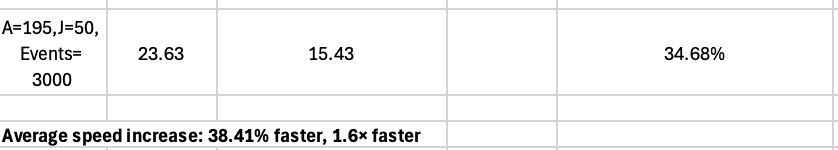 A=195,J=50,
Events=
3000
23.63
15.43
34.68%
Average speed increase: 38.41% faster, 1.6× faster